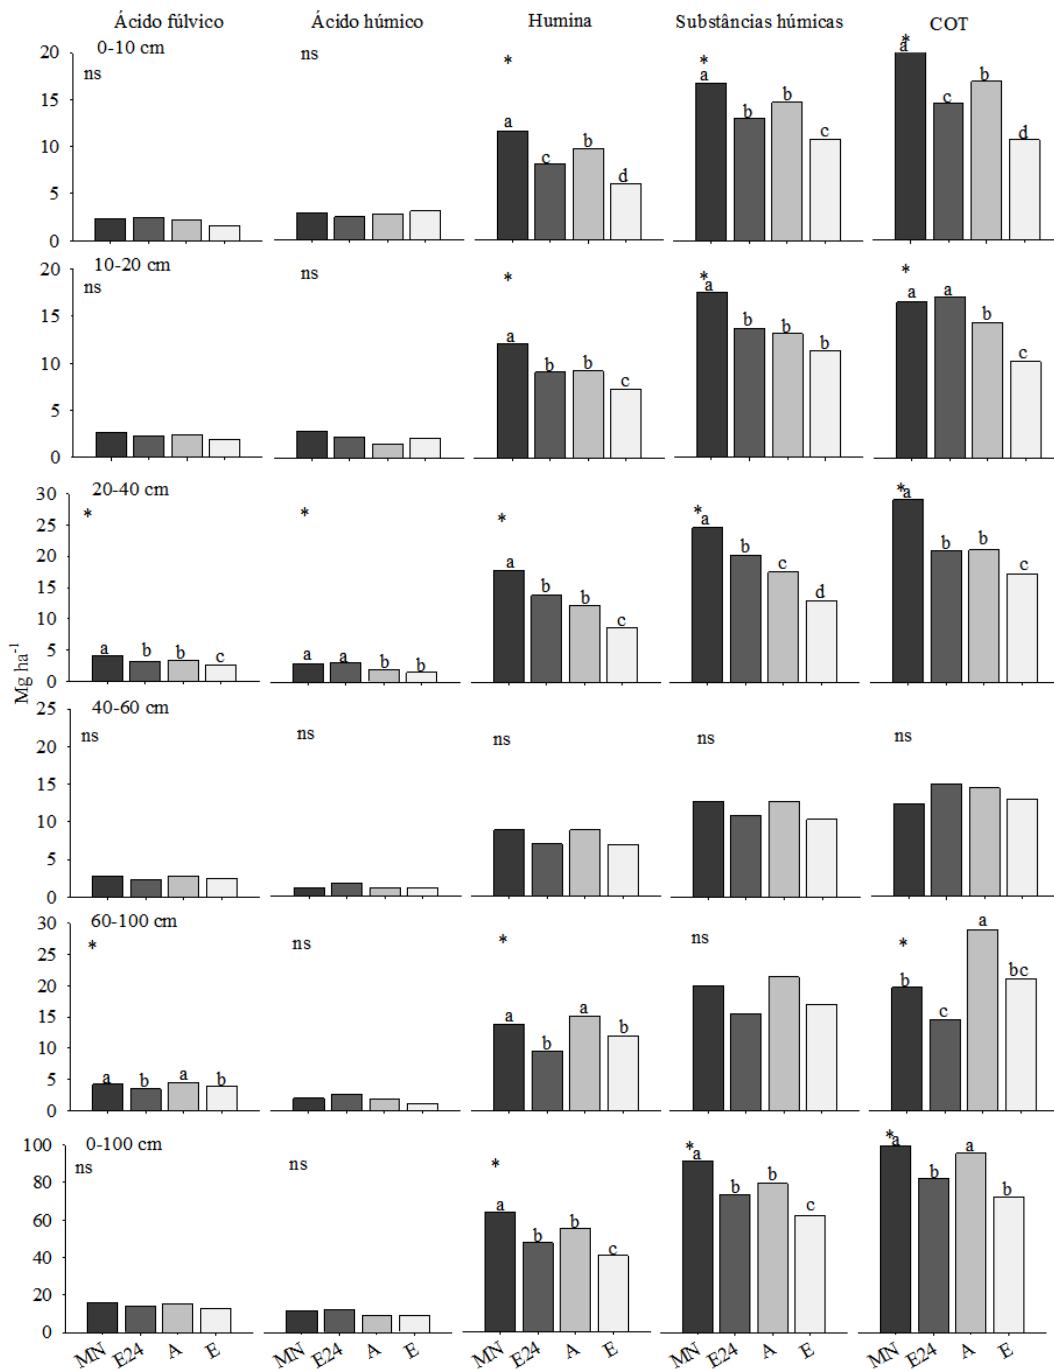 Ácido fúlvico Ácido húmico Humina Substâncias húmicas COT
0-10 cm
ns ns * * *
20
15
10
5
0
a c b d
a b b c
a c b d
10-20 cm
ns ns * * *
20
15
10
5
0
a b b c
a b b b
a a b c
20-40 cm
* * * * *
30
25
20
15
10
5
0
a b b c
a a b b
a b b c
a b c d
a b b c
Mg ha⁻¹
40-60 cm
ns ns ns ns ns
25
20
15
10
5
0
60-100 cm
* ns * ns *
30
25
20
15
10
5
0
a b a b
a b a b
b c a bc
0-100 cm
ns ns * * *
100
80
60
40
20
0
a b b c
a b b c
a b a b
MN E24 A E MN E24 A E MN E24 A E MN E24 A E MN E24 A E